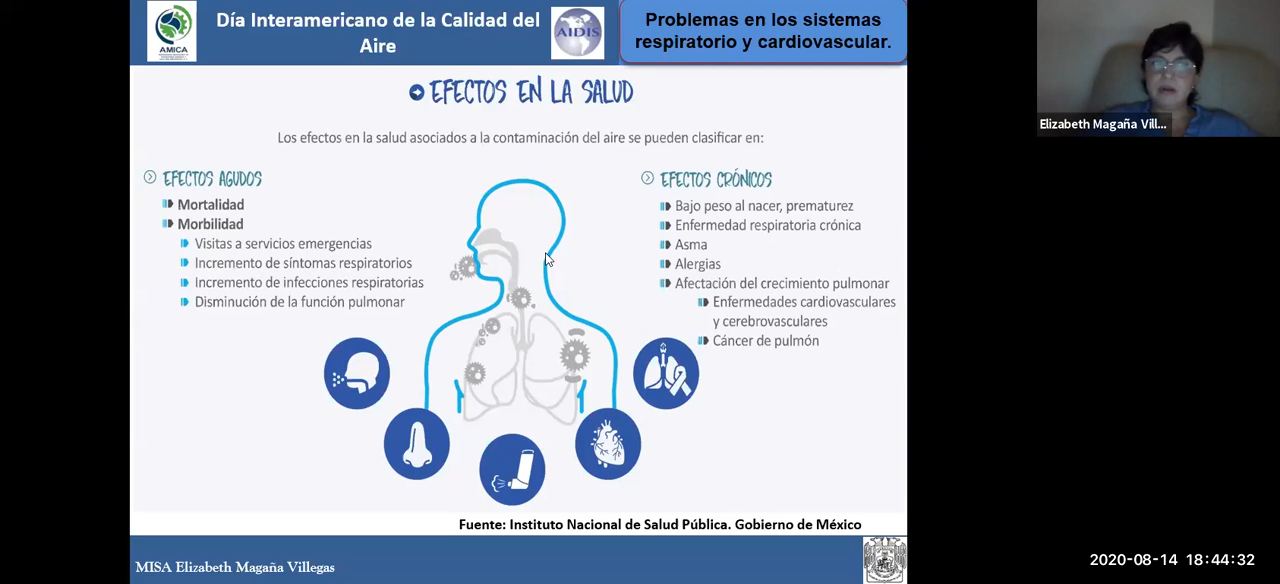 Día Interamericano de la Calidad del
Aire
AMICA
AIDIS
Problemas en los sistemas
respiratorio y cardiovascular.
EFECTOS EN LA SALUD
Los efectos en la salud asociados a la contaminación del aire se pueden clasificar en:
EFECTOS AGUDOS
Mortalidad
Morbilidad
Visitas a servicios emergencias
Incremento de síntomas respiratorios
Incremento de infecciones respiratorias
Disminución de la función pulmonar
EFECTOS CRÓNICOS
Bajo peso al nacer, prematurez
Enfermedad respiratoria crónica
Asma
Alergias
Afectación del crecimiento pulmonar
Enfermedades cardiovasculares
y cerebrovasculares
Cáncer de pulmón
Fuente: Instituto Nacional de Salud Pública. Gobierno de México
MISA Elizabeth Magaña Villegas
Elizabeth Magaña Vill...
2020-08-14 18:44:32